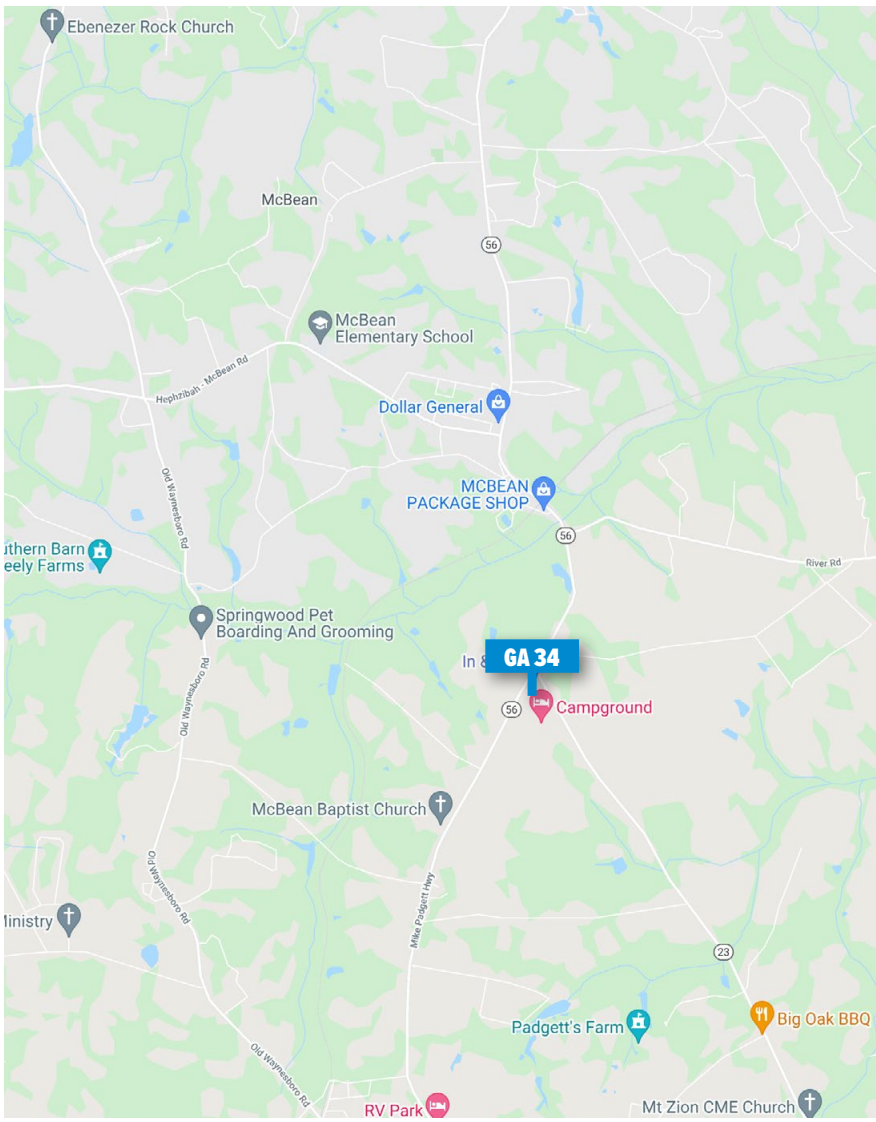 Ebenezer Rock Church
McBean
56
McBean
Elementary School
Hephzibah - McBean Rd
Dollar General
MCBEAN
PACKAGE SHOP
Old Waynesboro Rd
56
uthern Barn
eely Farms
River Rd
Springwood Pet
Boarding And Grooming
In &
GA 34
Old Waynesboro Rd
56
Campground
McBean Baptist Church
Old Waynesboro Rd
Mike Padgett Hwy
Ministry
23
Padgett's Farm
Big Oak BBQ
Old Waynesboro Rd
RV Park
Mt Zion CME Church